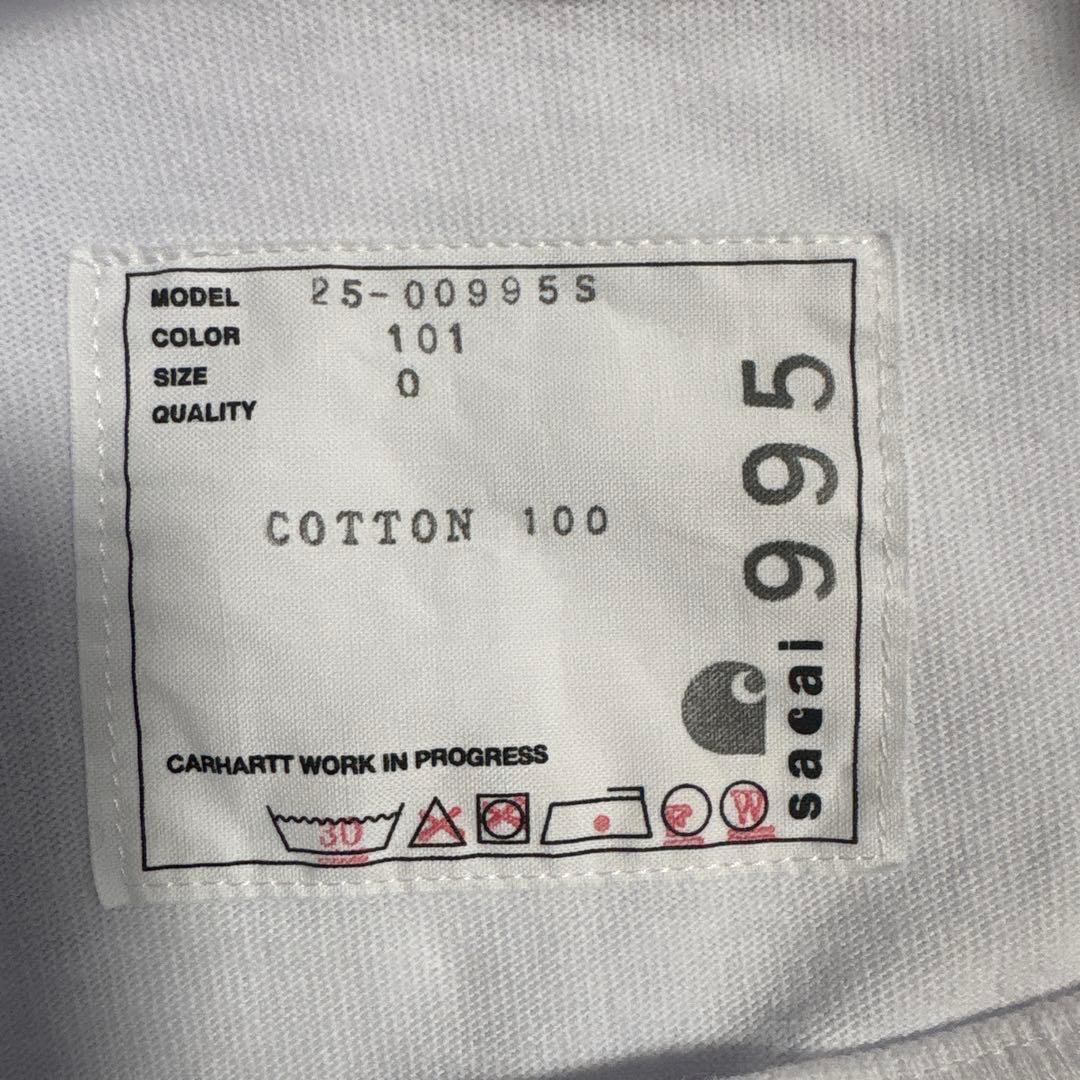 MODEL 25-00995S
COLOR 101
SIZE 0
QUALITY
COTTON 100
CARHARTT WORK IN PROGRESS
30
P
W
sacai 995